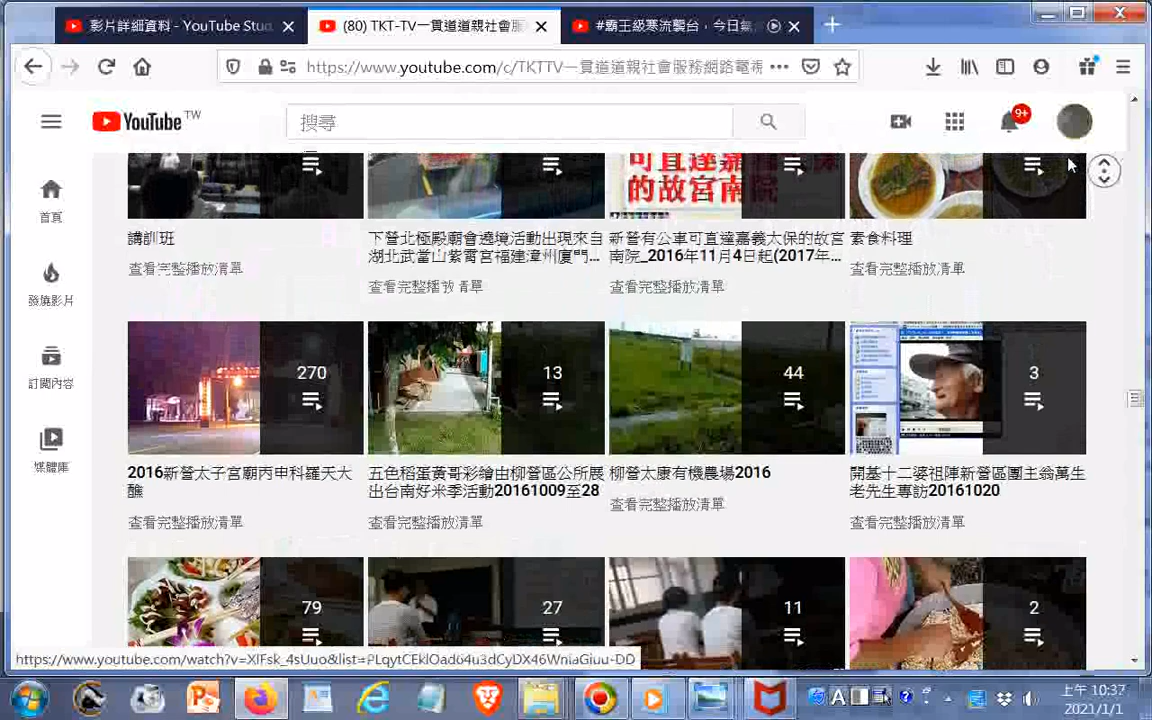 影片詳細資料 - YouTube Stud
(80) TKT-TV一貫道道親社會服
#霸王級寒流襲台，今日氣
https://www.youtube.com/c/TKTTV一貫道道親社會服務網路電視
YouTube TW
搜尋
9+
首頁
發燒影片
訂閱內容
媒體庫
可直達嘉
的故宮南院
講訓班
查看完整播放清單
下營北極殿廟會遶境活動出現來自
湖北武當山紫霄宮福建漳州廈門...
查看完整播放清單
新營有公車可直達嘉義太保的故宮
南院_2016年11月4日起(2017年...
查看完整播放清單
素食料理
查看完整播放清單
270
2016新營太子宮廟丙申科羅天大
醮
查看完整播放清單
13
五色稻蛋黃哥彩繪由柳營區公所展
出台南好米季活動20161009至28
查看完整播放清單
44
柳營太康有機農場2016
查看完整播放清單
3
開基十二婆祖陣新營區團主翁萬生
老先生專訪20161020
查看完整播放清單
79
27
11
2
上午 10:37
2021/1/1